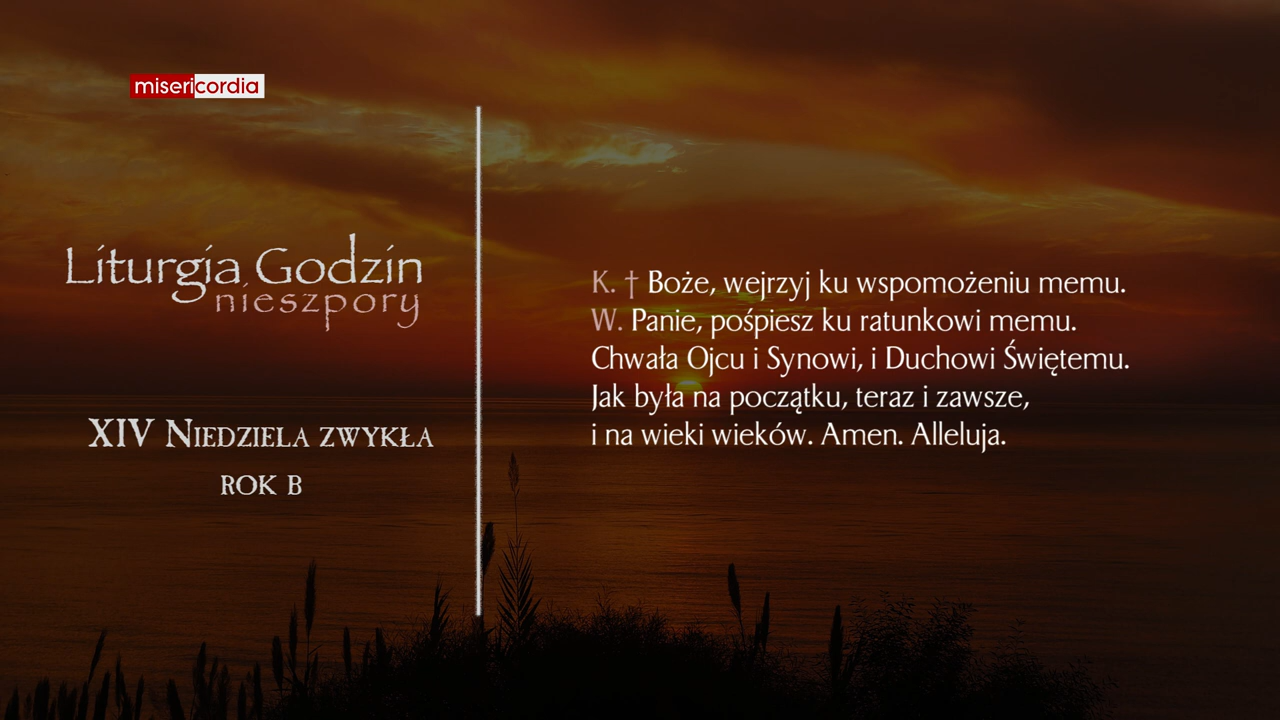 misericordia
Liturgia Godzin
nieszpory
XIV Niedziela zwykła
rok B
K. † Boże, wejrzyj ku wspomożeniu memu.
W. Panie, pośpiesz ku ratunkowi memu.
Chwała Ojcu i Synowi, i Duchowi Świętemu.
Jak była na początku, teraz i zawsze,
i na wieki wieków. Amen. Alleluja.